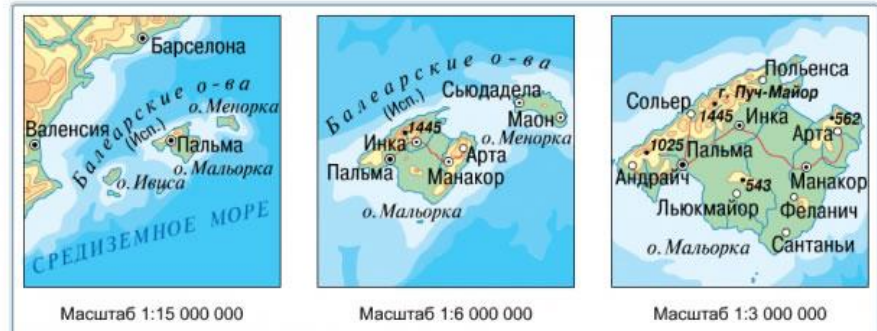 Барселона
Балеарские о-ва
(Исп.)
о. Менорка
Валенсия
Пальма
о. Мальорка
о. Ивиса
СРЕДИЗЕМНОЕ МОРЕ
Масштаб 1:15 000 000
Балеарские о-ва
(Исп.)
Сьюдадела
Маон
о. Менорка
1445
Инка
Арта
Пальма
Манакор
о. Мальорка
Масштаб 1:6 000 000
Польенса
г. Пуч-Майор
Сольер
1445
Инка
562
Арта
1025
Пальма
Андрайч
Манакор
543
Льюкмайор
Феланич
о. Мальорка
Сантаньи
Масштаб 1:3 000 000